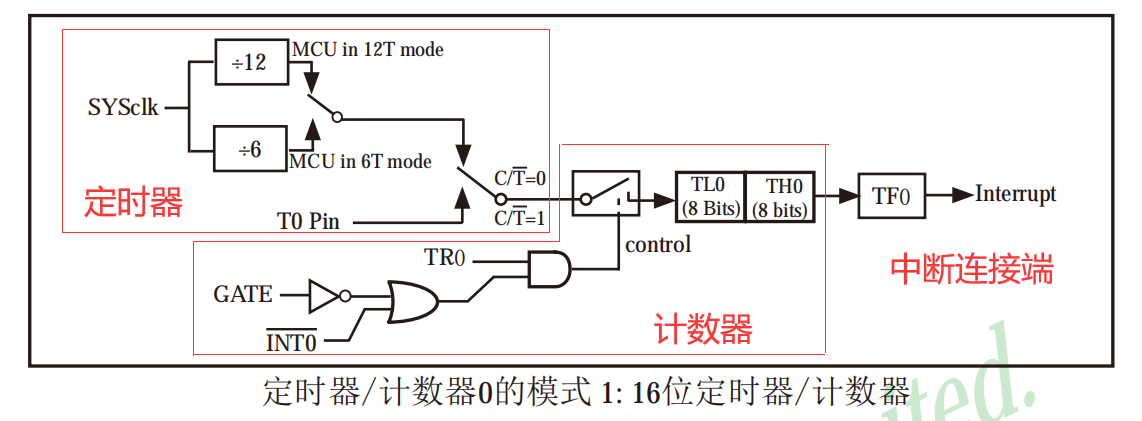 MCU in 12T mode
÷12
SYSclk
÷6
MCU in 6T mode
定时器
C/T̅=0
C/T̅=1
T0 Pin
TL0
(8 Bits)
TH0
(8 bits)
TF0
Interrupt
control
TR0
中断连接端
GATE
I̅N̅T̅0̅
计数器
定时器/计数器0的模式 1: 16位定时器/计数器
ited.